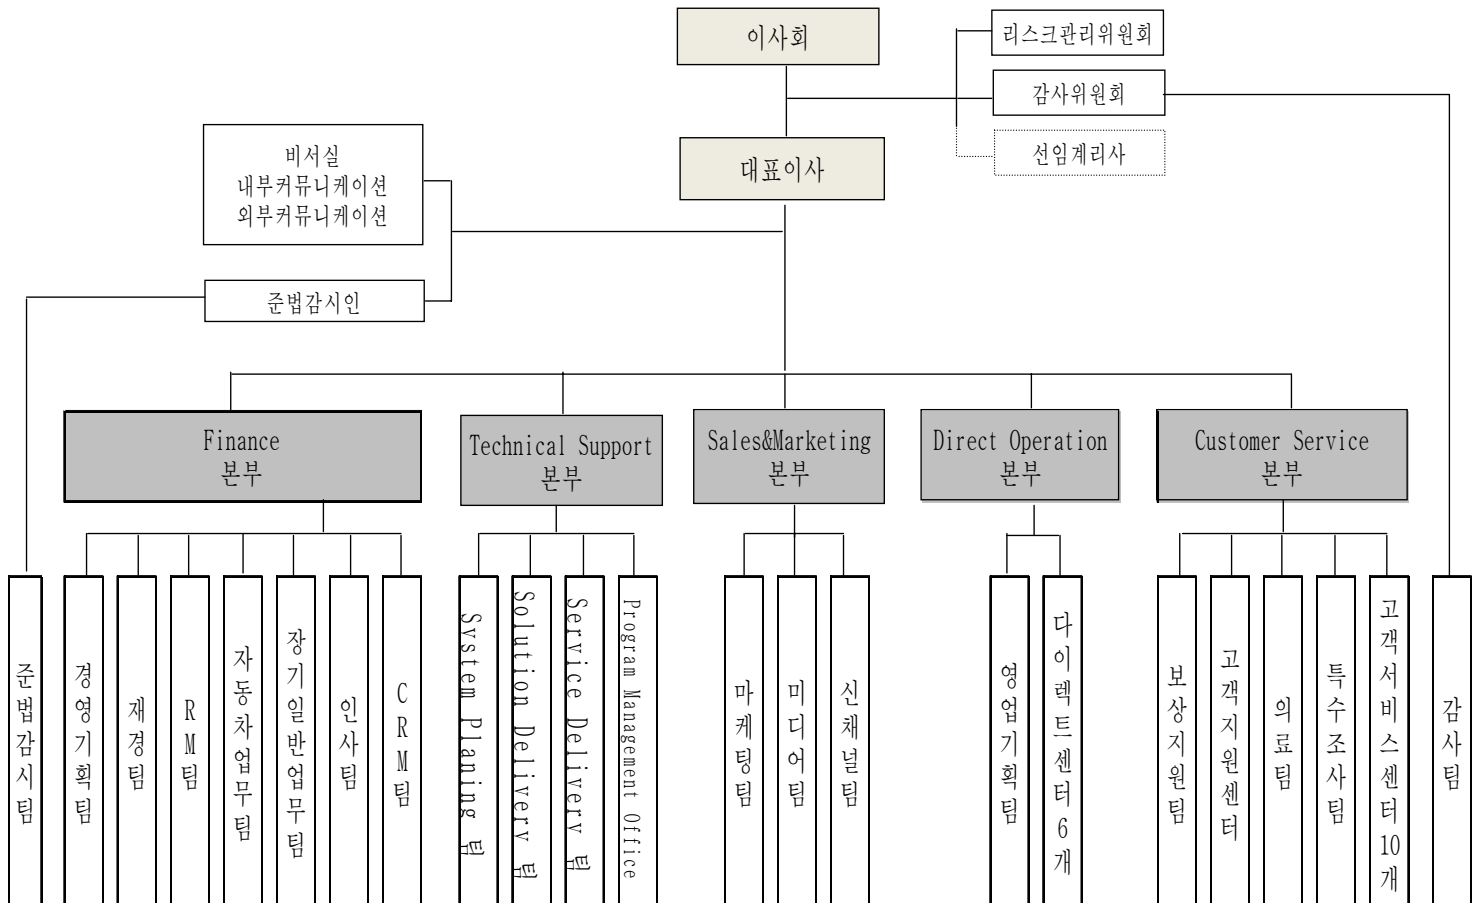 이사회
리스크관리위원회
감사위원회
선임계리사
대표이사
비서실
내부커뮤니케이션
외부커뮤니케이션
준법감시인
Finance
본부
Technical Support
본부
Sales&Marketing
본부
Direct Operation
본부
Customer Service
본부
준법감시팀
경영기획팀
재경팀
RM팀
자동차업무팀
장기일반업무팀
인사팀
CRM팀
System Planing 팀
Solution Delivery 팀
Service Delivery 팀
Program Management Office
마케팅팀
미디어팀
신채널팀
영업기획팀
다이렉트센터6개
보상지원팀
고객지원센터
의료팀
특수조사팀
고객서비스센터10개
감사팀